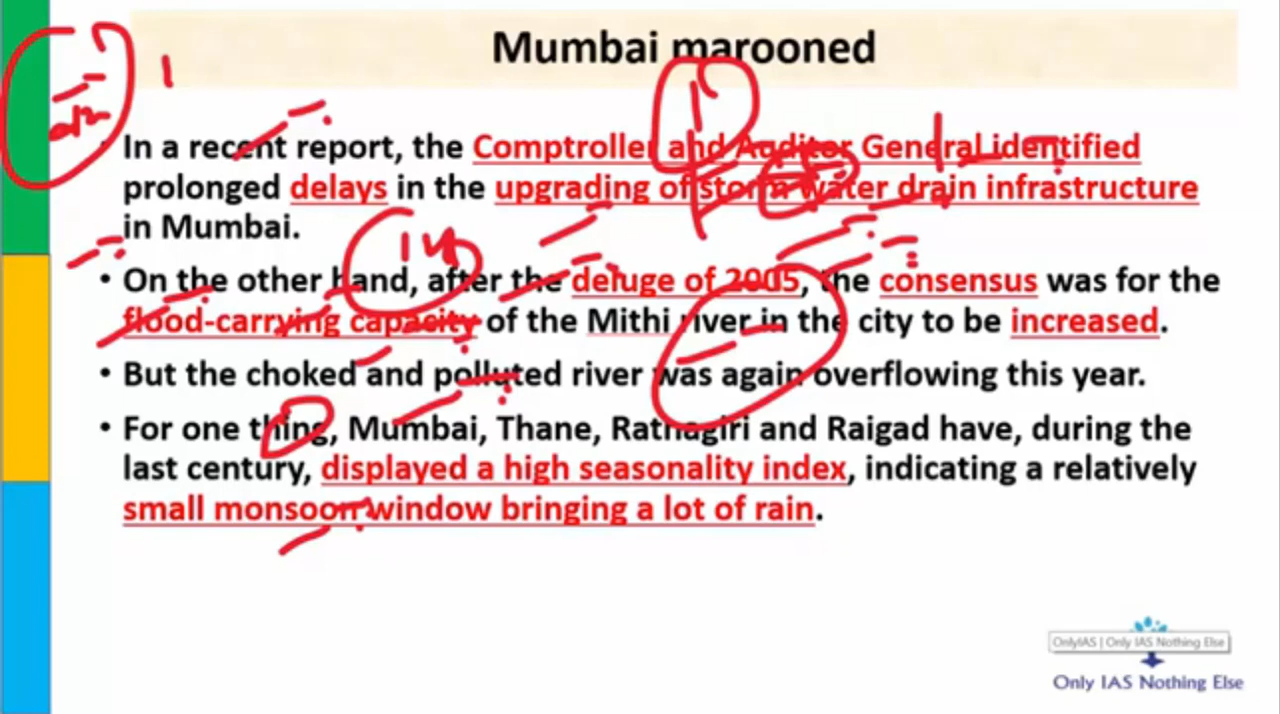 Mumbai marooned
• In a recent report, the Comptroller and Auditor General identified
prolonged delays in the upgrading of storm water drain infrastructure
in Mumbai.
• On the other hand, after the deluge of 2005, the consensus was for the
flood-carrying capacity of the Mithi river in the city to be increased.
• But the choked and polluted river was again overflowing this year.
• For one thing, Mumbai, Thane, Ratnagiri and Raigad have, during the
last century, displayed a high seasonality index, indicating a relatively
small monsoon window bringing a lot of rain.
OnlyIAS | Only IAS Nothing Else
Only IAS Nothing Else